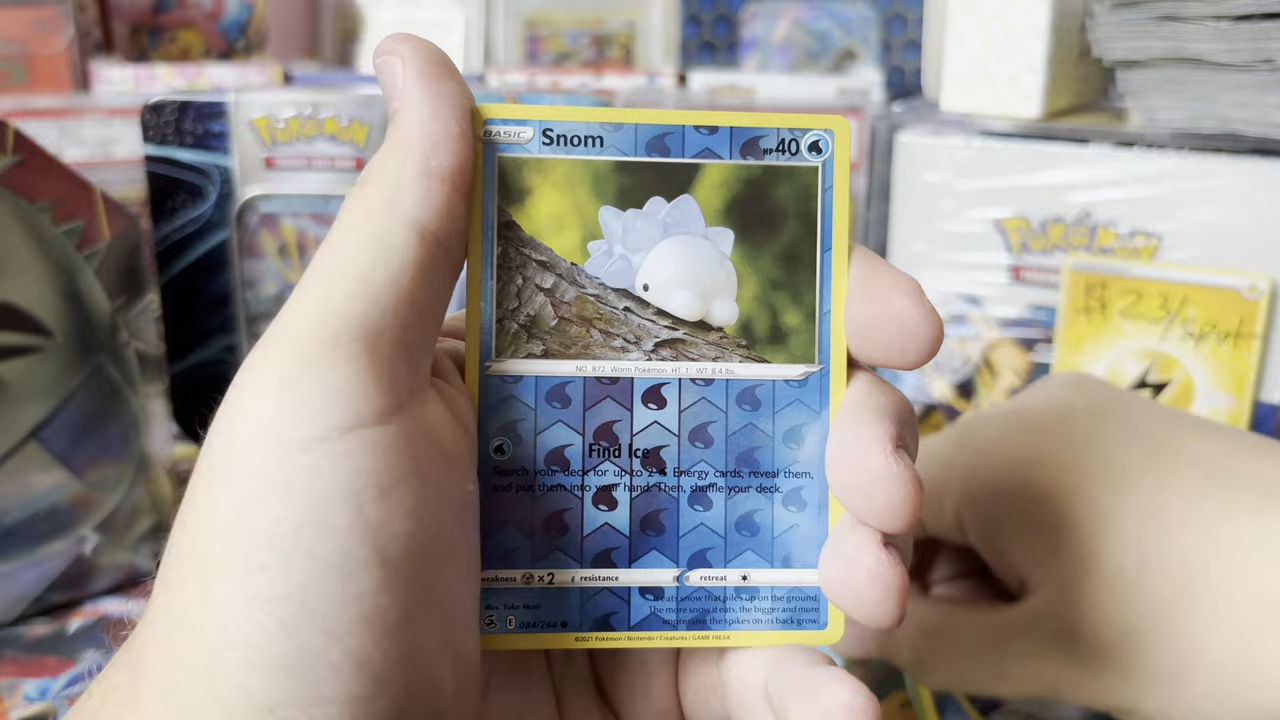 BASIC Snom HP 40
NO. 872 Worm Pokémon HT. 1' WT. 8.4 lbs.
Find Ice
Search your deck for up to 2 Energy cards, reveal them,
and put them into your hand. Then, shuffle your deck.
weakness ×2 resistance retreat
It eats snow that piles up on the ground.
The more snow it eats, the bigger and more
impressive the spikes on its back grow.
Illus. Yuka Morii
E 084/264
©2021 Pokémon / Nintendo / Creatures / GAME FREAK
POKéMON
POKéMON
$23/spot